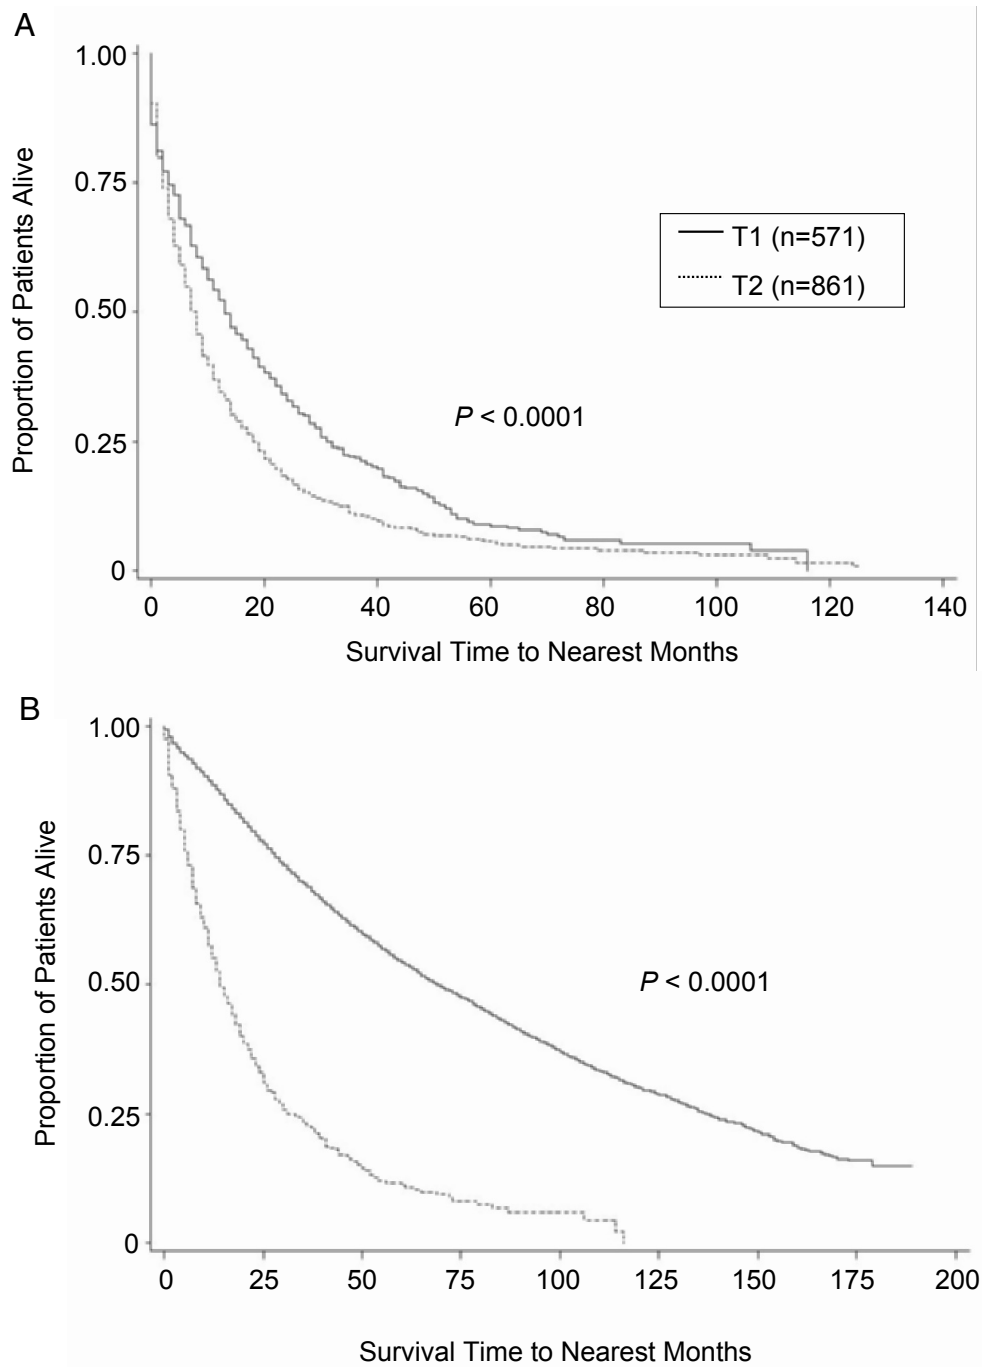 A
1.00
0.75
0.50
0.25
0
Proportion of Patients Alive
T1 (n=571)
T2 (n=861)
P < 0.0001
0 20 40 60 80 100 120 140
Survival Time to Nearest Months
B
1.00
0.75
0.50
0.25
0
Proportion of Patients Alive
P < 0.0001
0 25 50 75 100 125 150 175 200
Survival Time to Nearest Months